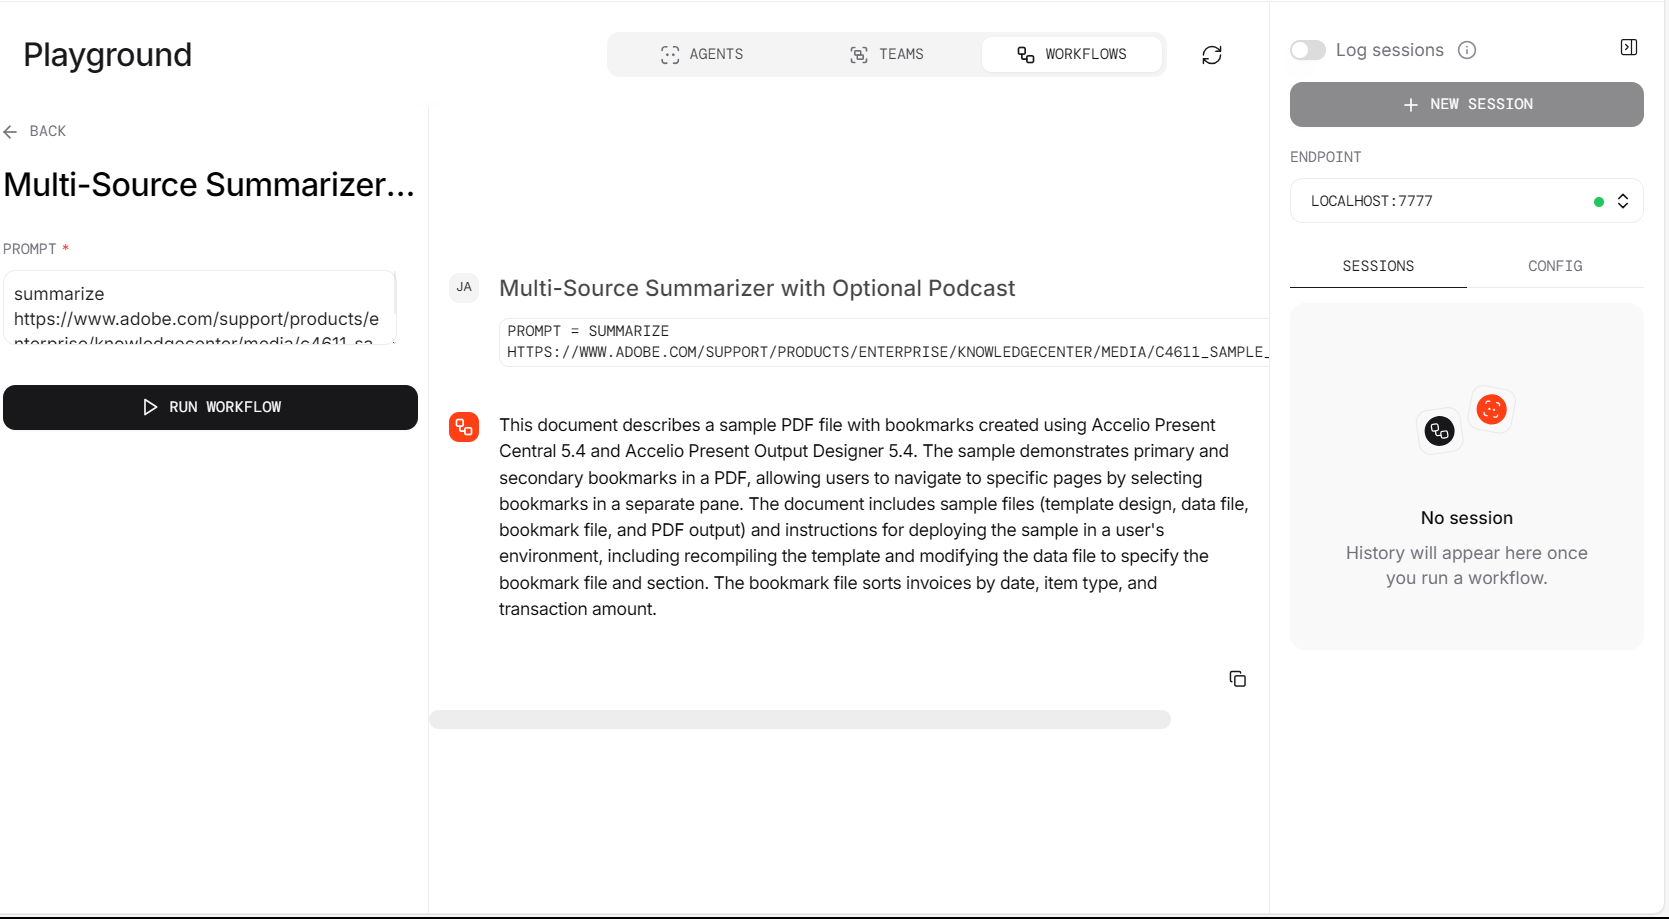 Playground
AGENTS
TEAMS
WORKFLOWS
BACK
Multi-Source Summarizer...
PROMPT *
summarize
https://www.adobe.com/support/products/e
nterprise/knowledgecenter/media/c4611_sa
RUN WORKFLOW
JA
Multi-Source Summarizer with Optional Podcast
PROMPT = SUMMARIZE
HTTPS://WWW.ADOBE.COM/SUPPORT/PRODUCTS/ENTERPRISE/KNOWLEDGECENTER/MEDIA/C4611_SAMPLE_
This document describes a sample PDF file with bookmarks created using Accelio Present
Central 5.4 and Accelio Present Output Designer 5.4. The sample demonstrates primary and
secondary bookmarks in a PDF, allowing users to navigate to specific pages by selecting
bookmarks in a separate pane. The document includes sample files (template design, data file,
bookmark file, and PDF output) and instructions for deploying the sample in a user's
environment, including recompiling the template and modifying the data file to specify the
bookmark file and section. The bookmark file sorts invoices by date, item type, and
transaction amount.
Log sessions
NEW SESSION
ENDPOINT
LOCALHOST:7777
SESSIONS
CONFIG
No session
History will appear here once
you run a workflow.